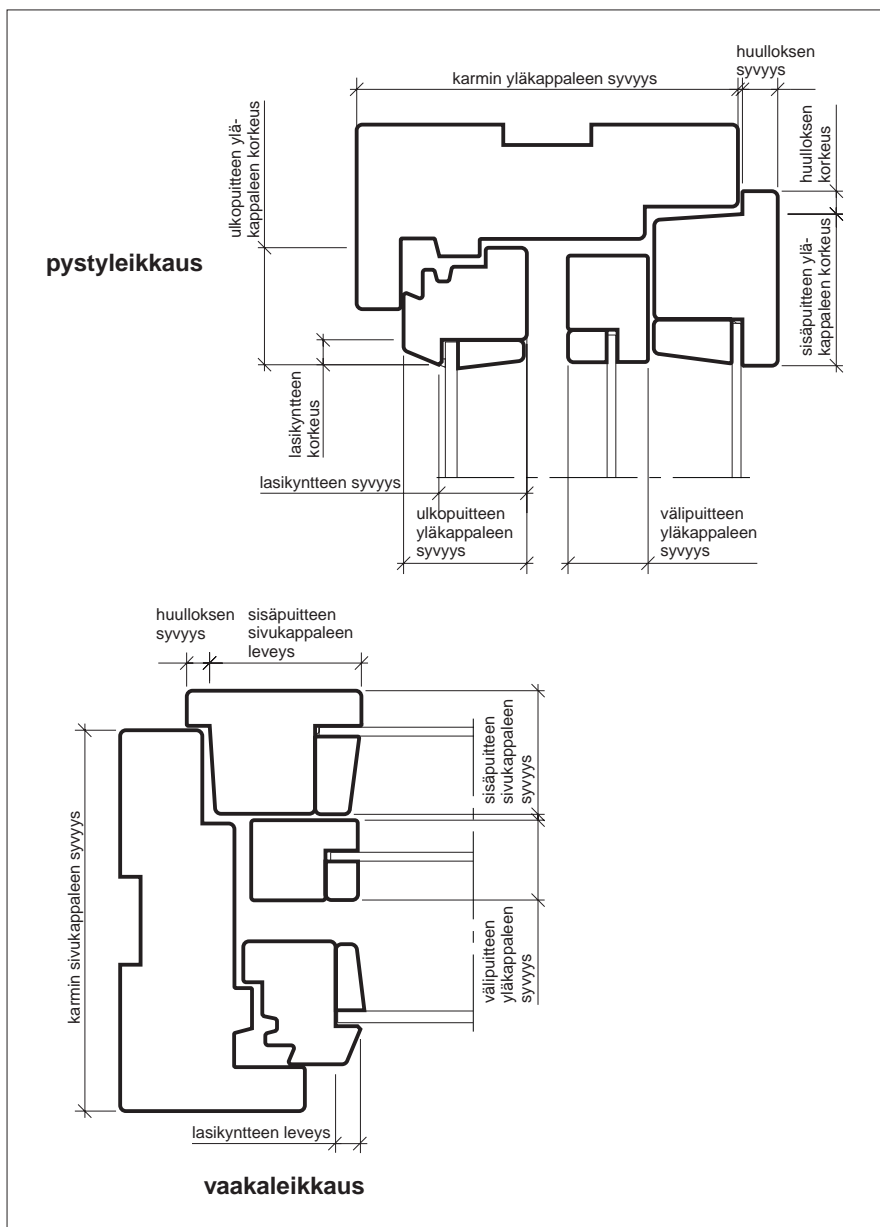 karmin yläkappaleen syvyys
huulloksen
syvyys
ulkopuitteen ylä-
kappaleen korkeus
huulloksen
korkeus
pystyleikkaus
sisäpuitteen ylä-
kappaleen korkeus
lasikyntteen
korkeus
lasikyntteen syvyys
ulkopuitteen
yläkappaleen
syvyys
välipuitteen
yläkappaleen
syvyys
huulloksen
syvyys
sisäpuitteen
sivukappaleen
leveys
sisäpuitteen
sivukappaleen
syvyys
karmin sivukappaleen syvyys
välipuitteen
yläkappaleen
syvyys
lasikyntteen leveys
vaakaleikkaus